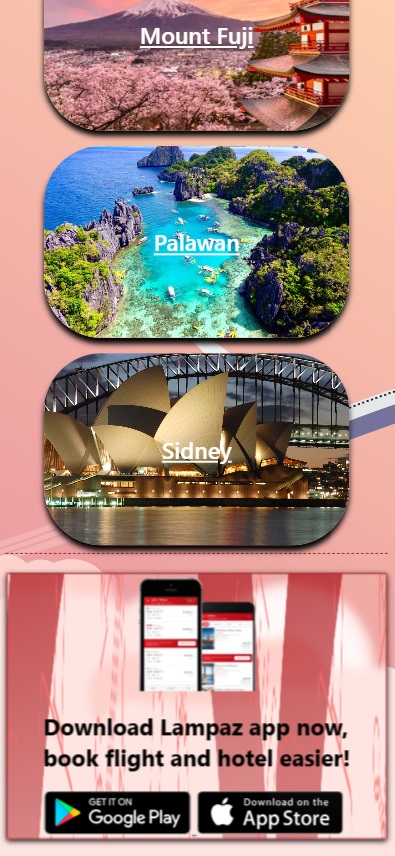 Mount Fuji
Palawan
Sidney
Download Lampaz app now,
book flight and hotel easier!
GET IT ON
Google Play
Download on the
App Store